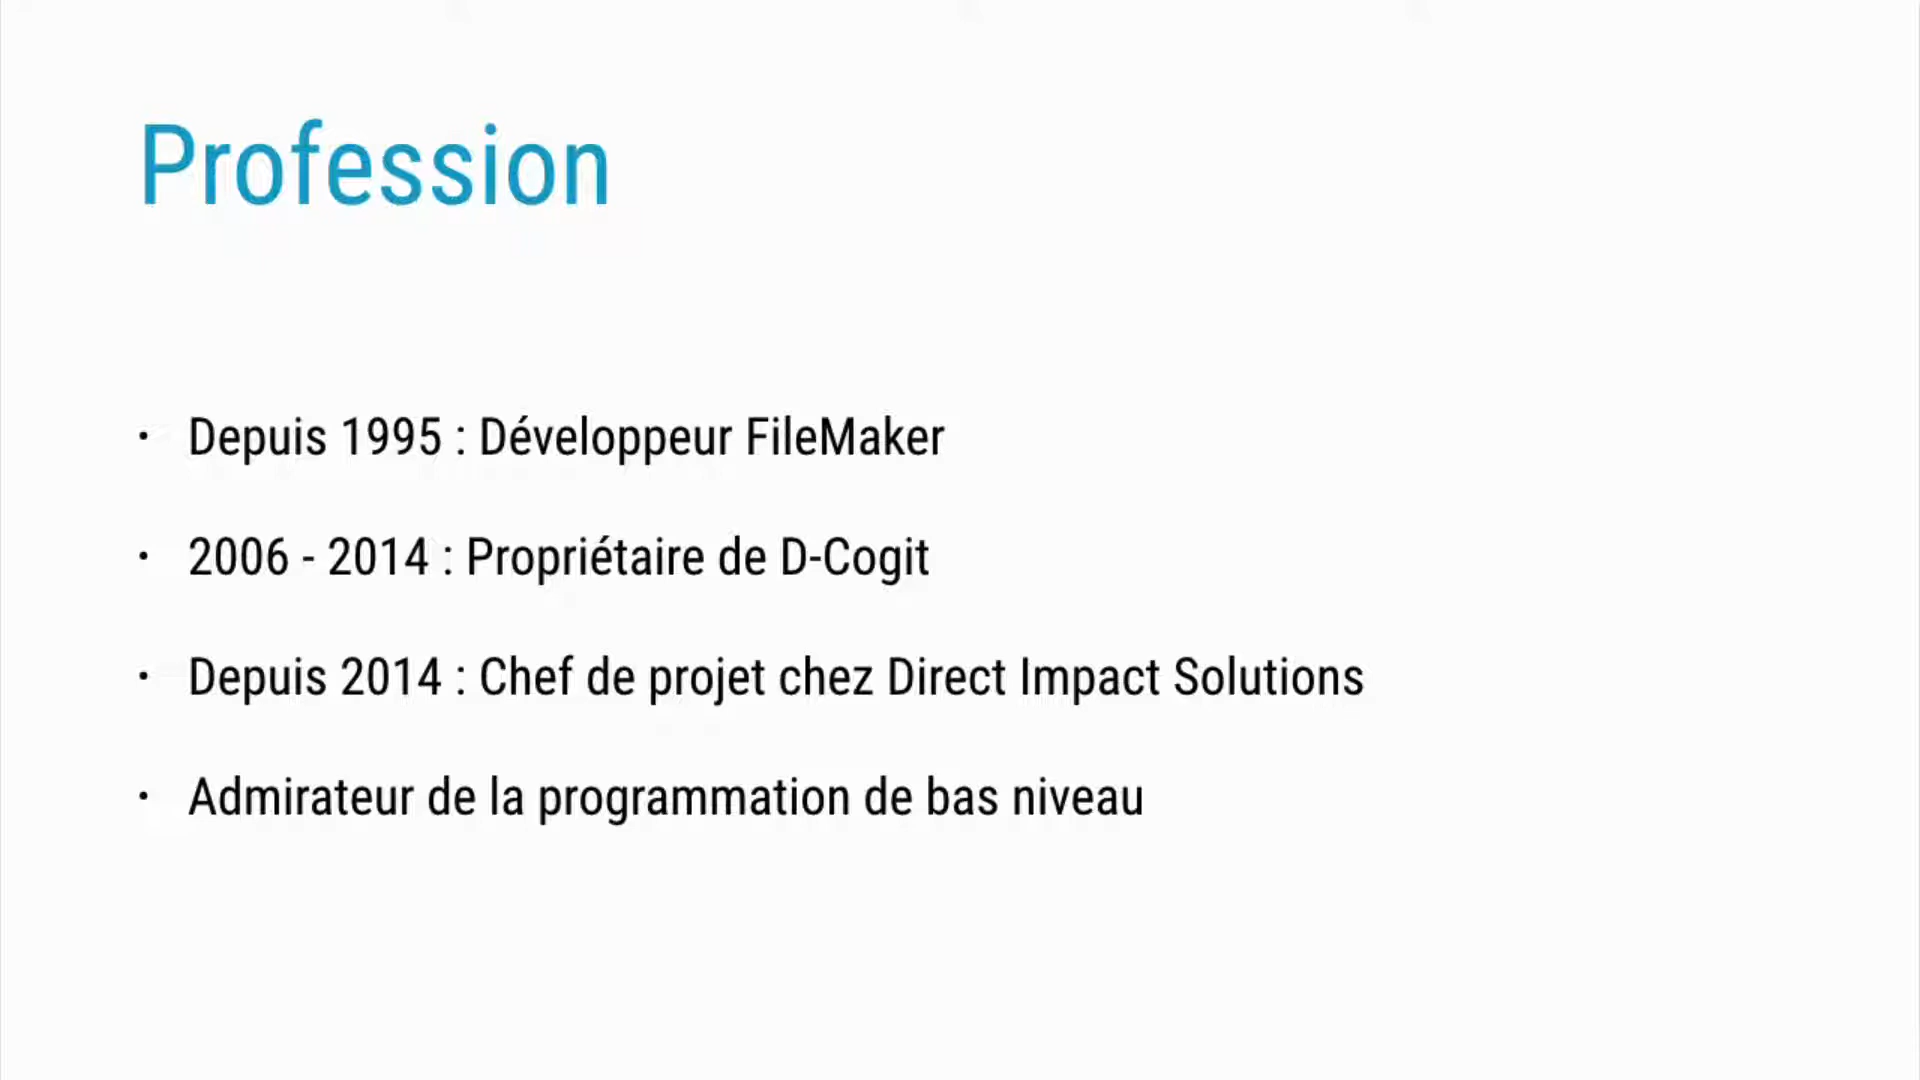 Profession
• Depuis 1995 : Développeur FileMaker
• 2006 - 2014 : Propriétaire de D-Cogit
• Depuis 2014 : Chef de projet chez Direct Impact Solutions
• Admirateur de la programmation de bas niveau